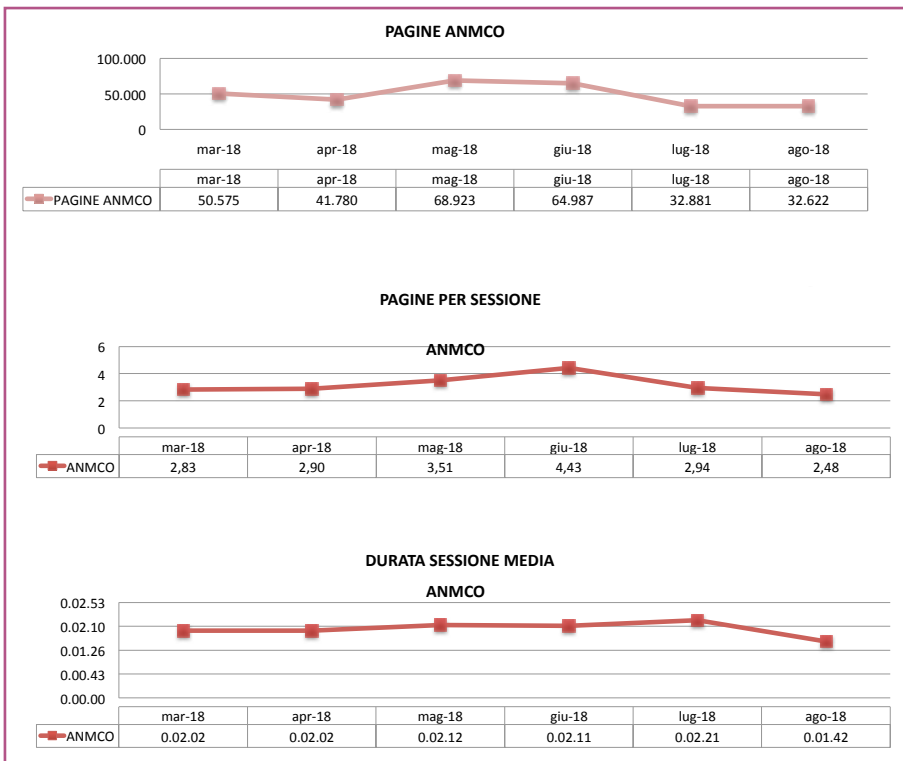 PAGINE ANMCO
100.000
50.000
0
mar-18 apr-18 mag-18 giu-18 lug-18 ago-18
mar-18 apr-18 mag-18 giu-18 lug-18 ago-18
PAGINE ANMCO 50.575 41.780 68.923 64.987 32.881 32.622
PAGINE PER SESSIONE
ANMCO
6
4
2
0
mar-18 apr-18 mag-18 giu-18 lug-18 ago-18
ANMCO 2,83 2,90 3,51 4,43 2,94 2,48
DURATA SESSIONE MEDIA
ANMCO
0.02.53
0.02.10
0.01.26
0.00.43
0.00.00
mar-18 apr-18 mag-18 giu-18 lug-18 ago-18
ANMCO 0.02.02 0.02.02 0.02.12 0.02.11 0.02.21 0.01.42